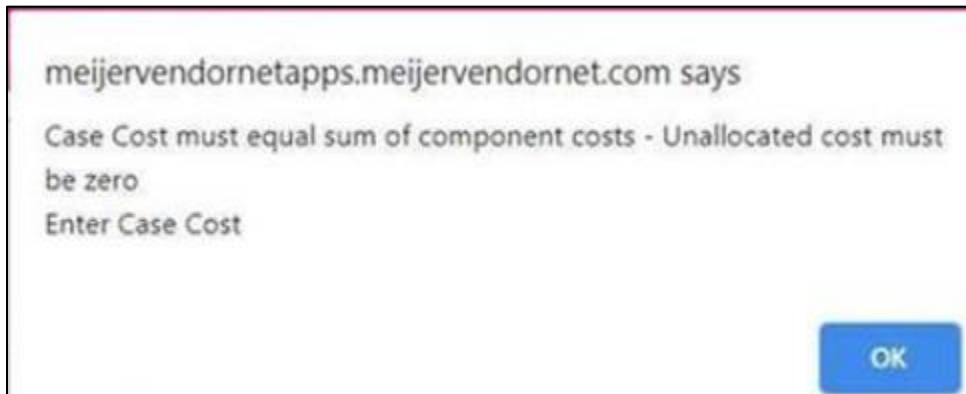 meijervendornetapps.meijervendornet.com says
Case Cost must equal sum of component costs - Unallocated cost must
be zero
Enter Case Cost
OK